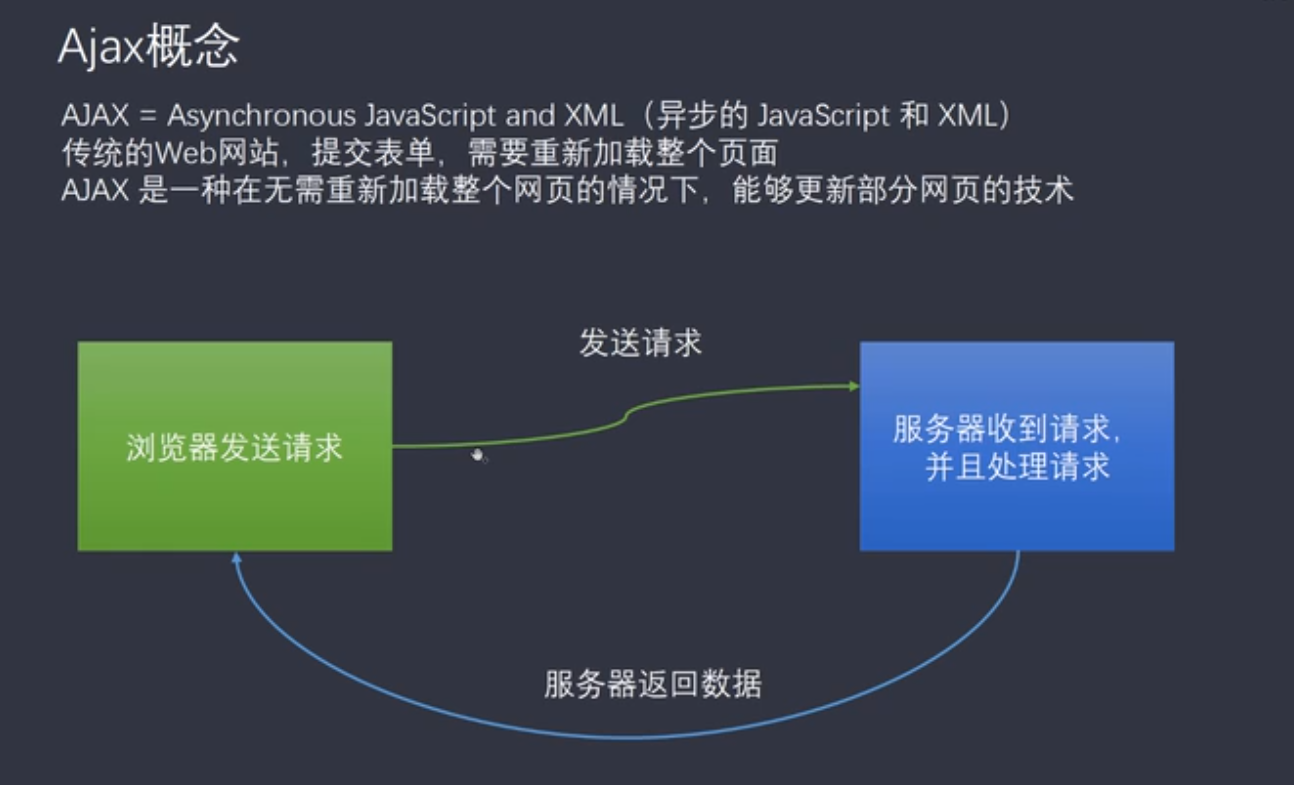 Ajax概念
AJAX = Asynchronous JavaScript and XML（异步的 JavaScript 和 XML）
传统的Web网站，提交表单，需要重新加载整个页面
AJAX 是一种在无需重新加载整个网页的情况下，能够更新部分网页的技术
发送请求
浏览器发送请求
服务器收到请求，
并且处理请求
服务器返回数据